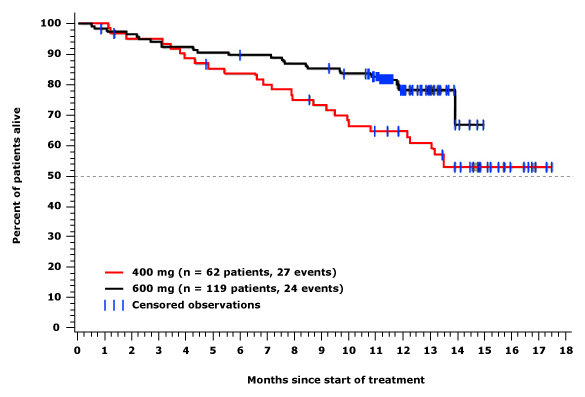 100
90
80
70
60
50
40
30
20
10
0
Percent of patients alive
400 mg (n = 62 patients, 27 events)
600 mg (n = 119 patients, 24 events)
Censored observations
0 1 2 3 4 5 6 7 8 9 10 11 12 13 14 15 16 17 18
Months since start of treatment